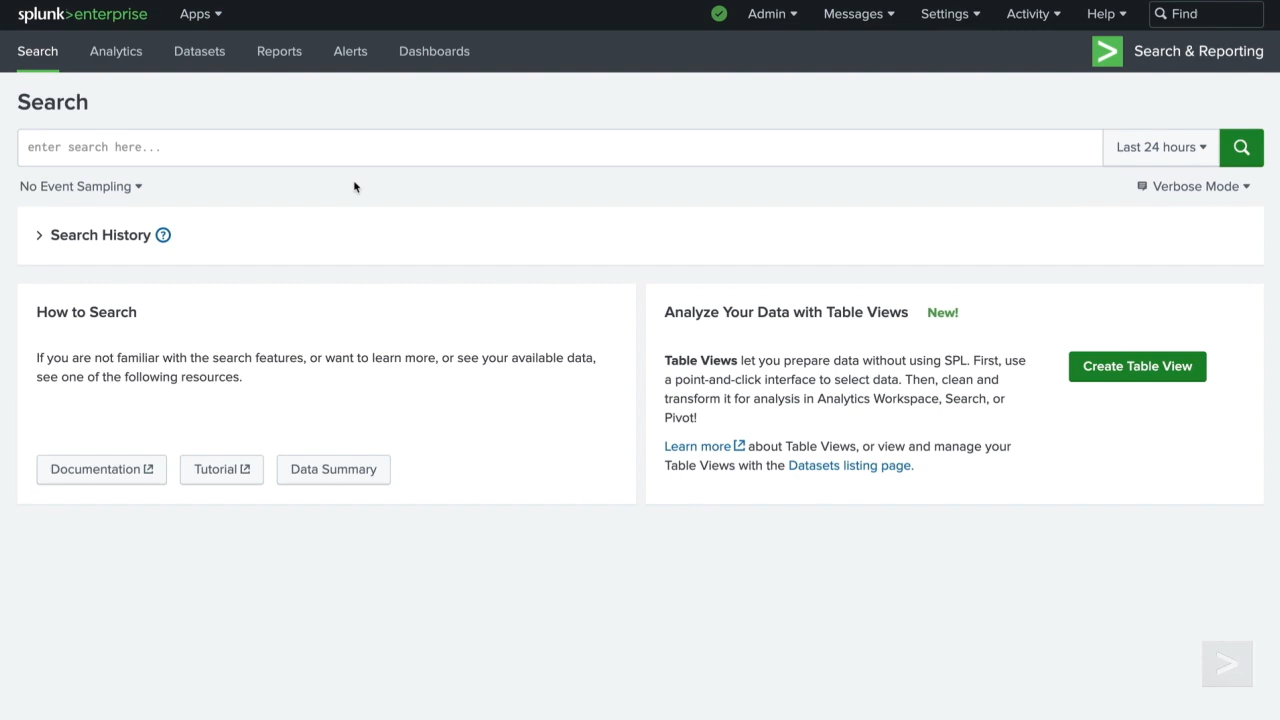 splunk>enterprise Apps Admin Messages Settings Activity Help Find
Search Analytics Datasets Reports Alerts Dashboards Search & Reporting
Search
enter search here... Last 24 hours
No Event Sampling Verbose Mode
Search History ?
How to Search
If you are not familiar with the search features, or want to learn more, or see your available data,
see one of the following resources.
Documentation Tutorial Data Summary
Analyze Your Data with Table Views New!
Table Views let you prepare data without using SPL. First, use
a point-and-click interface to select data. Then, clean and
transform it for analysis in Analytics Workspace, Search, or
Pivot!
Learn more about Table Views, or view and manage your
Table Views with the Datasets listing page.
Create Table View